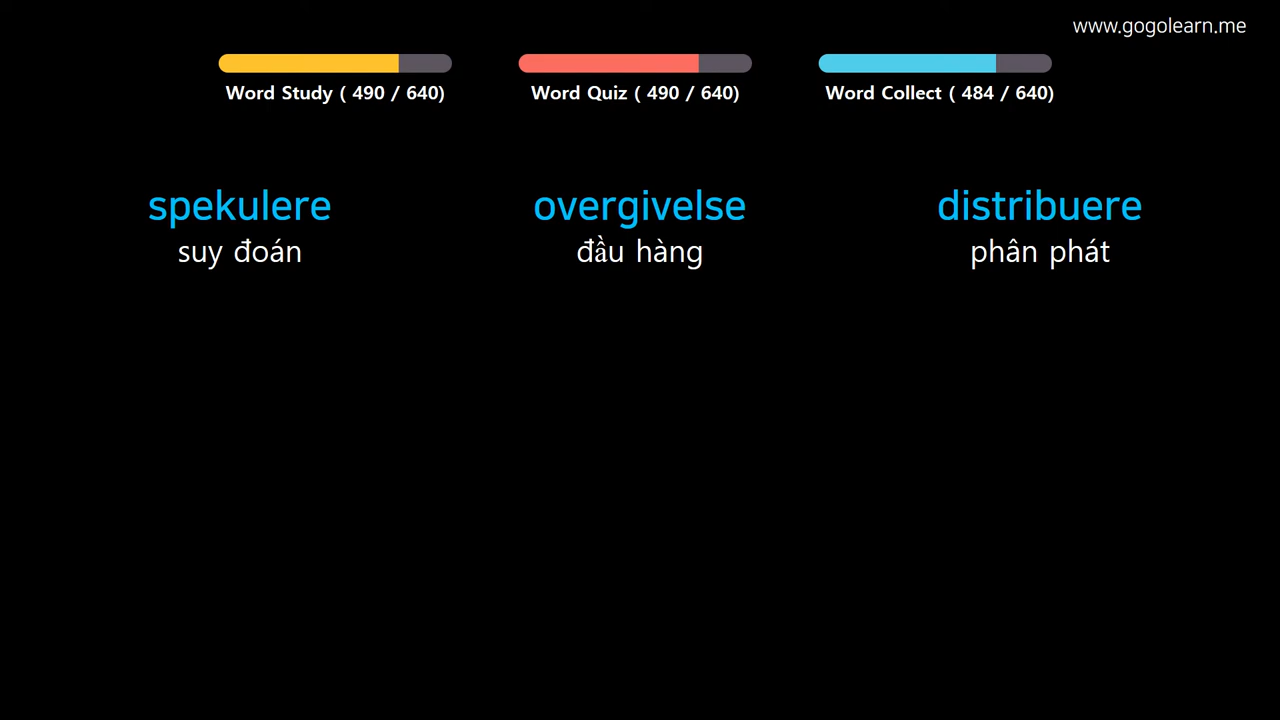 www.gogolearn.me
Word Study ( 490 / 640)
Word Quiz ( 490 / 640)
Word Collect ( 484 / 640)
spekulere
suy đoán
overgivelse
đầu hàng
distribuere
phân phát